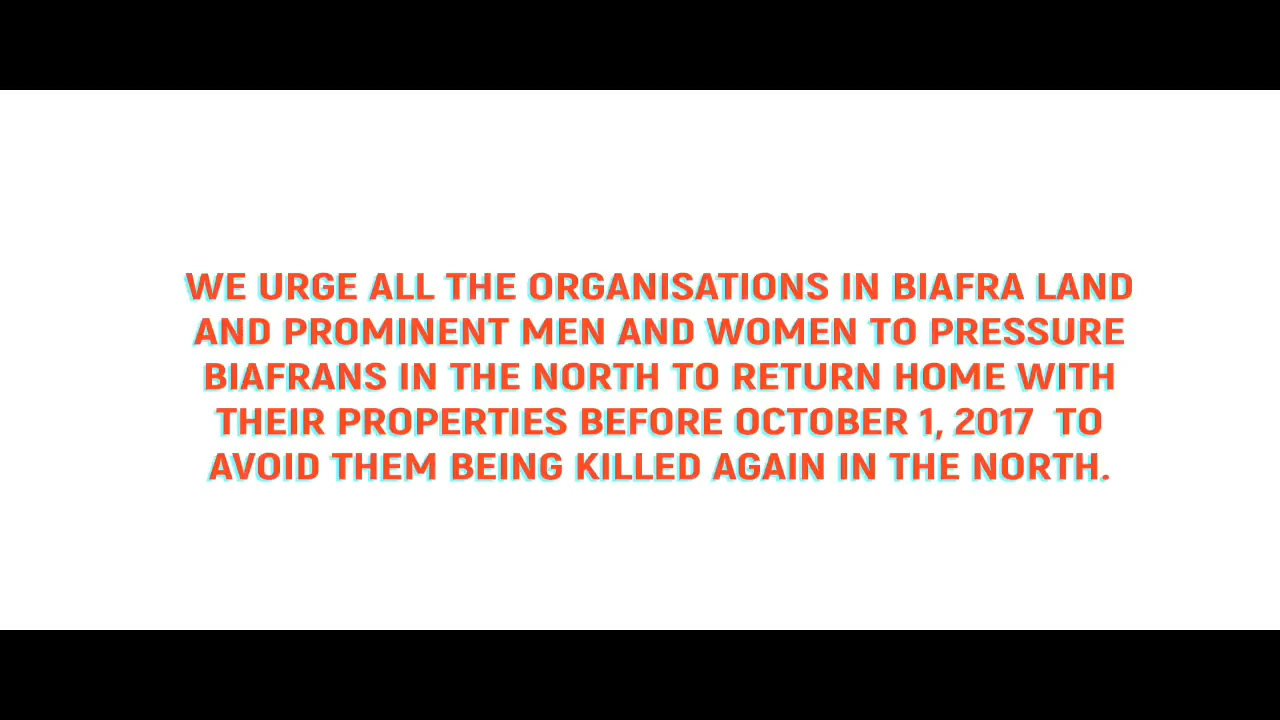 WE URGE ALL THE ORGANISATIONS IN BIAFRA LAND
AND PROMINENT MEN AND WOMEN TO PRESSURE
BIAFRANS IN THE NORTH TO RETURN HOME WITH
THEIR PROPERTIES BEFORE OCTOBER 1, 2017 TO
AVOID THEM BEING KILLED AGAIN IN THE NORTH.